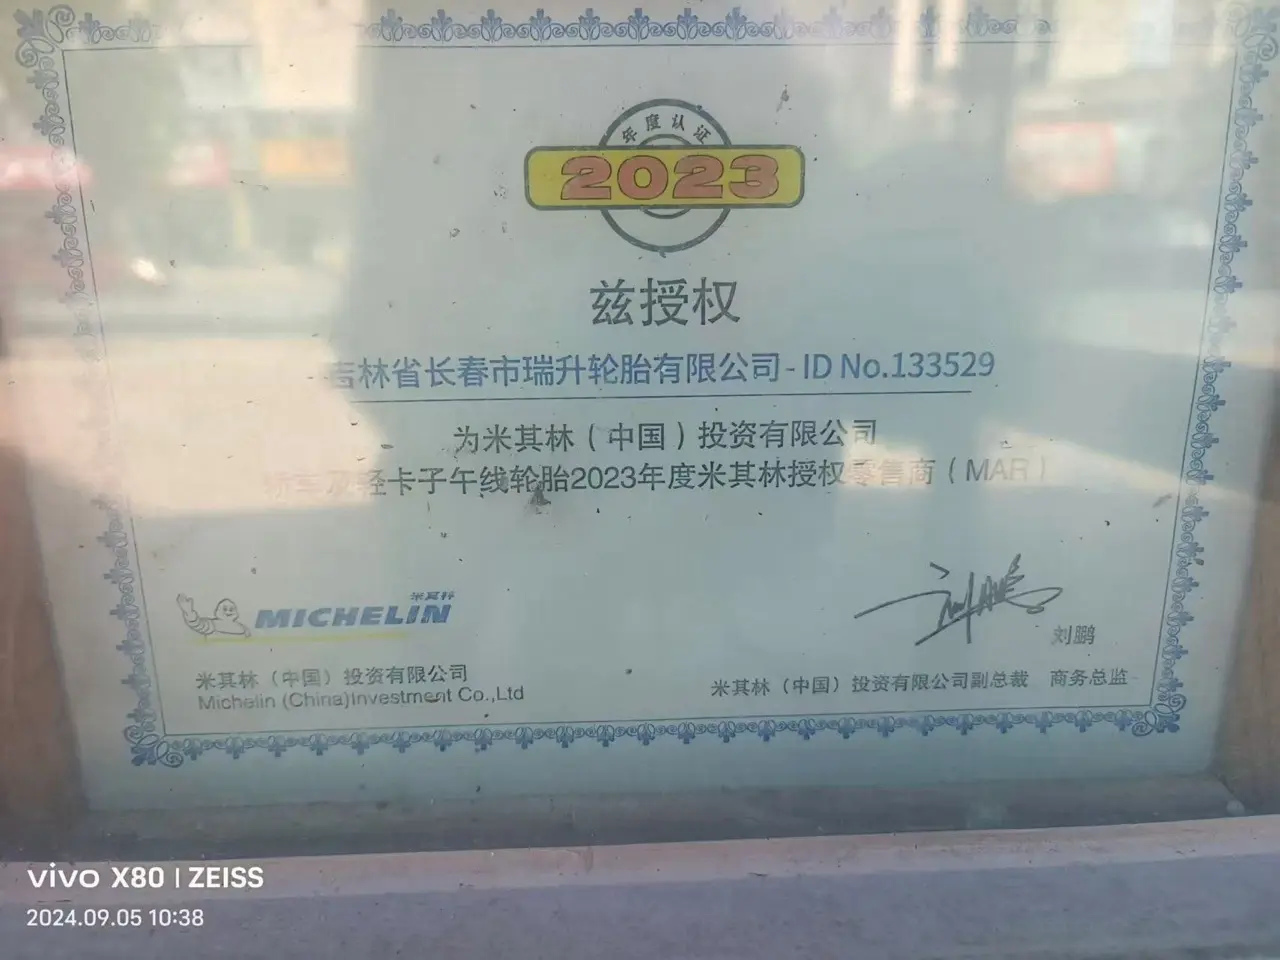 年度认证
2023
兹授权
吉林省长春市瑞升轮胎有限公司 - ID No.133529
为米其林（中国）投资有限公司
轿车及轻卡子午线轮胎2023年度米其林授权零售商（MAR）
米其林
MICHELIN
刘鹏
米其林（中国）投资有限公司
Michelin (China)Investment Co.,Ltd
米其林（中国）投资有限公司副总裁 商务总监
vivo X80 | ZEISS
2024.09.05 10:38